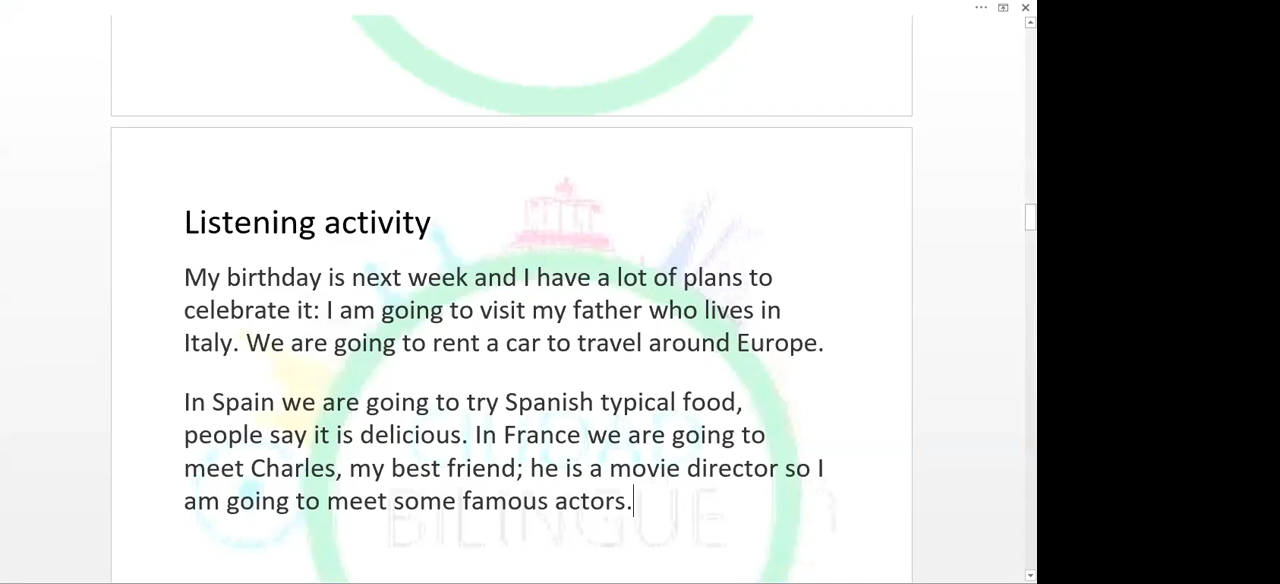 Listening activity
My birthday is next week and I have a lot of plans to
celebrate it: I am going to visit my father who lives in
Italy. We are going to rent a car to travel around Europe.
In Spain we are going to try Spanish typical food,
people say it is delicious. In France we are going to
meet Charles, my best friend; he is a movie director so I
am going to meet some famous actors.
BILINGUE